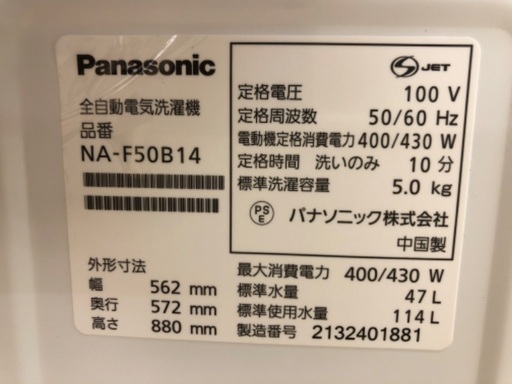 Panasonic
全自動電気洗濯機
品番
NA-F50B14
外形寸法
幅 562 mm
奥行 572 mm
高さ 880 mm
S JET
定格電圧 100 V
定格周波数 50/60 Hz
電動機定格消費電力 400/430 W
定格時間 洗いのみ 10 分
標準洗濯容量 5.0 kg
PS
E
パナソニック株式会社
中国製
最大消費電力 400/430 W
標準水量 47 L
標準使用水量 114 L
製造番号 2132401881